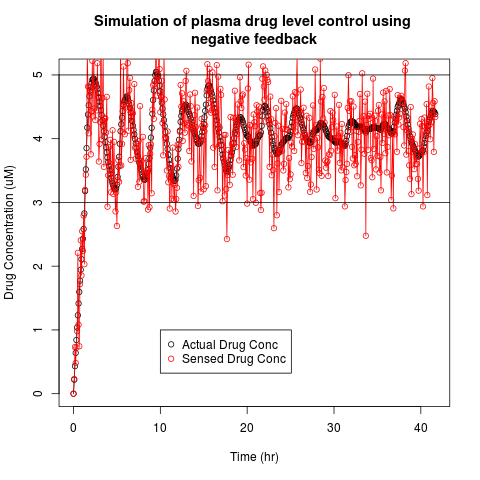 Simulation of plasma drug level control using
negative feedback
Drug Concentration (uM)
5
4
3
2
1
0
Actual Drug Conc
Sensed Drug Conc
0 10 20 30 40
Time (hr)